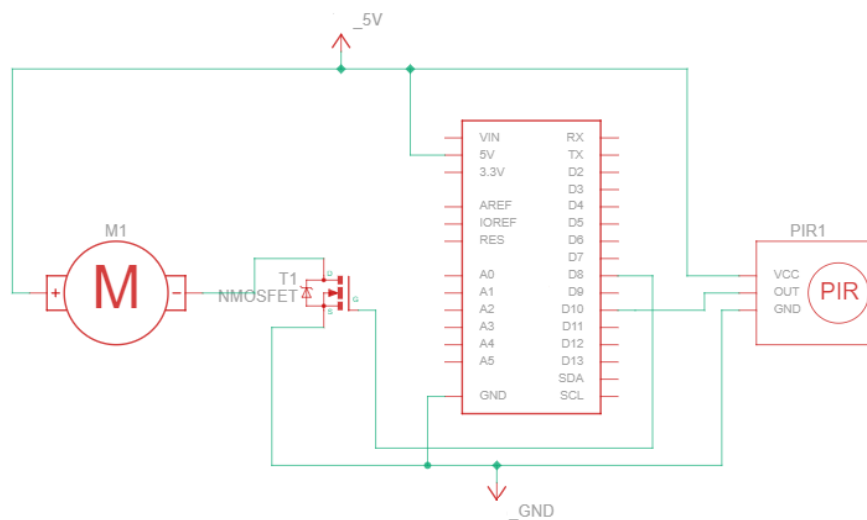 _5V
VIN
5V
3.3V
AREF
IOREF
RES
A0
A1
A2
A3
A4
A5
GND
RX
TX
D2
D3
D4
D5
D6
D7
D8
D9
D10
D11
D12
D13
SDA
SCL
M1
+
M
-
T1
NMOSFET
D
G
S
PIR1
VCC
OUT
GND
PIR
_GND